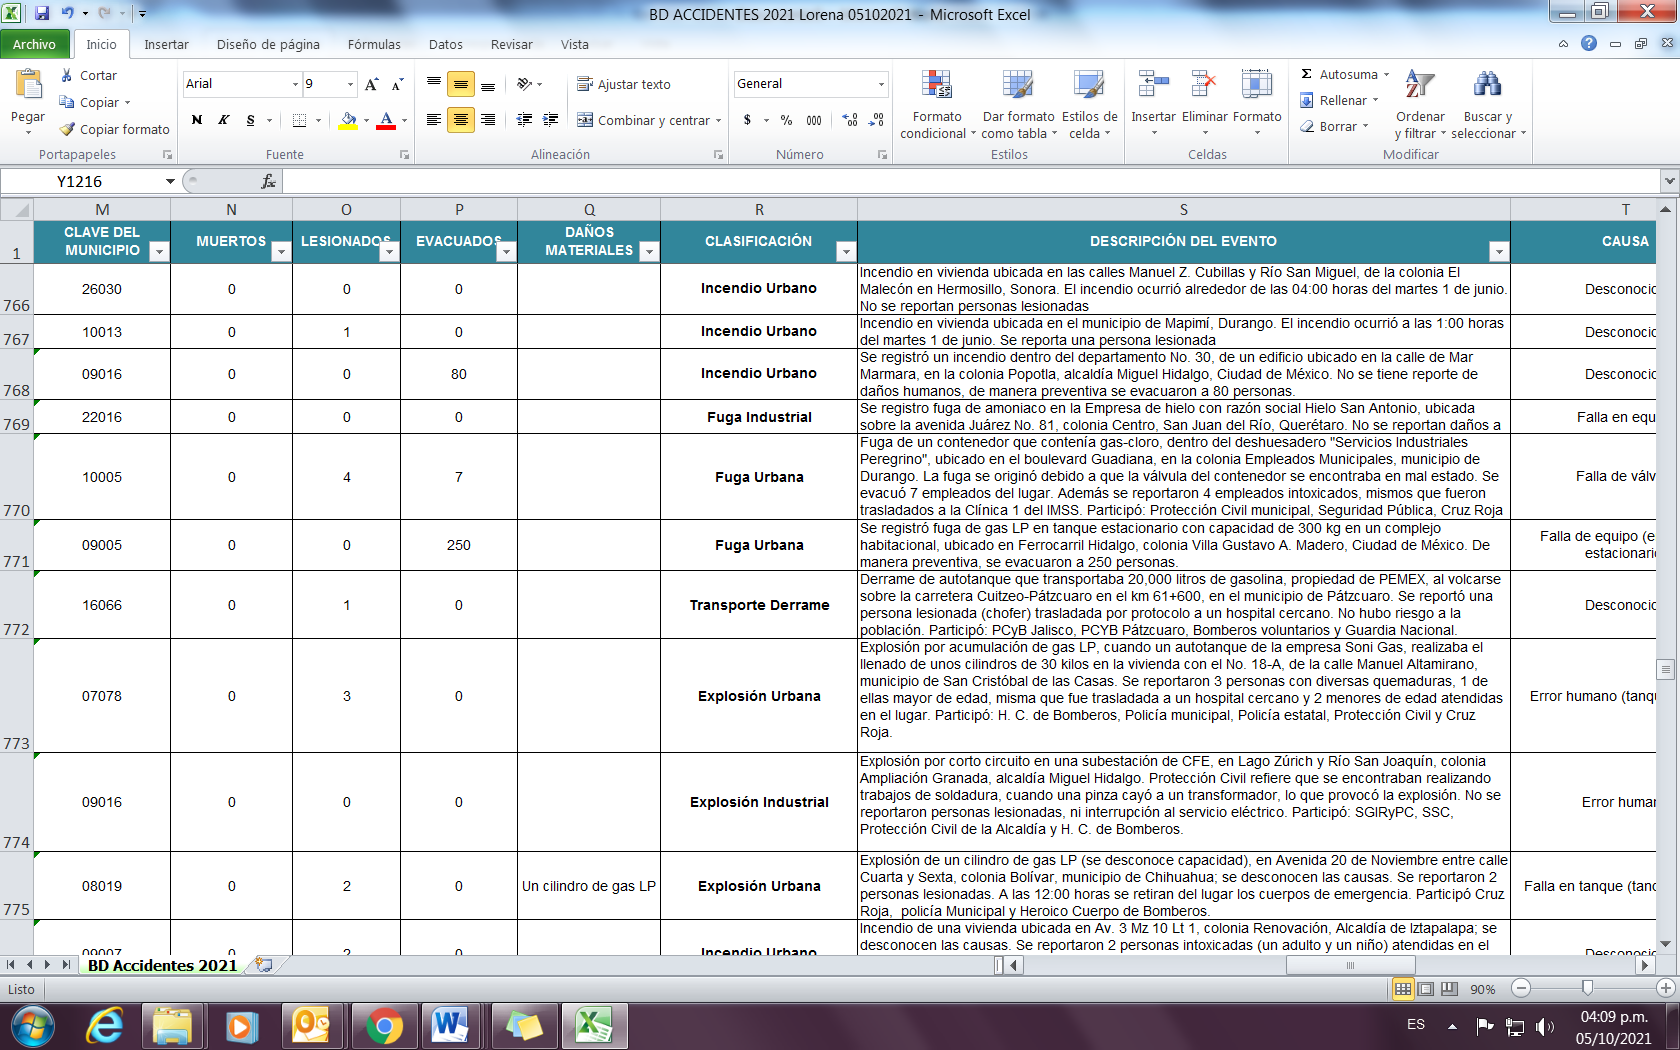 BD ACCIDENTES 2021 Lorena 05102021 - Microsoft Excel
Archivo Inicio Insertar Diseño de página Fórmulas Datos Revisar Vista
Pegar
Cortar
Copiar
Copiar formato
Portapapeles
Arial 9
N K S
Fuente
Ajustar texto
Combinar y centrar
Alineación
General
$ % 000
Número
Formato condicional
Dar formato como tabla
Estilos de celda
Estilos
Insertar Eliminar Formato
Celdas
Autosuma
Rellenar
Borrar
Ordenar y filtrar
Buscar y seleccionar
Modificar
Y1216 fx
M N O P Q R S T
1 CLAVE DEL MUNICIPIO MUERTOS LESIONADOS EVACUADOS DAÑOS MATERIALES CLASIFICACIÓN DESCRIPCIÓN DEL EVENTO CAUSA
766 26030 0 0 0 Incendio Urbano
Incendio en vivienda ubicada en las calles Manuel Z. Cubillas y Río San Miguel, de la colonia El
Malecón en Hermosillo, Sonora. El incendio ocurrió alrededor de las 04:00 horas del martes 1 de junio.
No se reportan personas lesionadas
Desconocid
767 10013 0 1 0 Incendio Urbano
Incendio en vivienda ubicada en el municipio de Mapimí, Durango. El incendio ocurrió a las 1:00 horas
del martes 1 de junio. Se reporta una persona lesionada
Desconocid
768 09016 0 0 80 Incendio Urbano
Se registró un incendio dentro del departamento No. 30, de un edificio ubicado en la calle de Mar
Marmara, en la colonia Popotla, alcaldía Miguel Hidalgo, Ciudad de México. No se tiene reporte de
daños humanos, de manera preventiva se evacuaron a 80 personas.
Desconocid
769 22016 0 0 0 Fuga Industrial
Se registro fuga de amoniaco en la Empresa de hielo con razón social Hielo San Antonio, ubicada
sobre la avenida Juárez No. 81, colonia Centro, San Juan del Río, Querétaro. No se reportan daños a
Falla en equ
770 10005 0 4 7 Fuga Urbana
Fuga de un contenedor que contenía gas-cloro, dentro del deshuesadero "Servicios Industriales
Peregrino", ubicado en el boulevard Guadiana, en la colonia Empleados Municipales, municipio de
Durango. La fuga se originó debido a que la válvula del contenedor se encontraba en mal estado. Se
evacuó 7 empleados del lugar. Además se reportaron 4 empleados intoxicados, mismos que fueron
trasladados a la Clínica 1 del IMSS. Participó: Protección Civil municipal, Seguridad Pública, Cruz Roja
Falla de válv
771 09005 0 0 250 Fuga Urbana
Se registró fuga de gas LP en tanque estacionario con capacidad de 300 kg en un complejo
habitacional, ubicado en Ferrocarril Hidalgo, colonia Villa Gustavo A. Madero, Ciudad de México. De
manera preventiva, se evacuaron a 250 personas.
Falla de equipo (e
estacionari
772 16066 0 1 0 Transporte Derrame
Derrame de autotanque que transportaba 20,000 litros de gasolina, propiedad de PEMEX, al volcarse
sobre la carretera Cuitzeo-Pátzcuaro en el km 61+600, en el municipio de Pátzcuaro. Se reportó una
persona lesionada (chofer) trasladada por protocolo a un hospital cercano. No hubo riesgo a la
población. Participó: PCyB Jalisco, PCYB Pátzcuaro, Bomberos voluntarios y Guardia Nacional.
Desconocid
773 07078 0 3 0 Explosión Urbana
Explosión por acumulación de gas LP, cuando un autotanque de la empresa Soni Gas, realizaba el
llenado de unos cilindros de 30 kilos en la vivienda con el No. 18-A, de la calle Manuel Altamirano,
municipio de San Cristóbal de las Casas. Se reportaron 3 personas con diversas quemaduras, 1 de
ellas mayor de edad, misma que fue trasladada a un hospital cercano y 2 menores de edad atendidas
en el lugar. Participó: H. C. de Bomberos, Policía municipal, Policía estatal, Protección Civil y Cruz
Roja.
Error humano (tanq
774 09016 0 0 0 Explosión Industrial
Explosión por corto circuito en una subestación de CFE, en Lago Zúrich y Río San Joaquín, colonia
Ampliación Granada, alcaldía Miguel Hidalgo. Protección Civil refiere que se encontraban realizando
trabajos de soldadura, cuando una pinza cayó a un transformador, lo que provocó la explosión. No se
reportaron personas lesionadas, ni interrupción al servicio eléctrico. Participó: SGIRyPC, SSC,
Protección Civil de la Alcaldía y H. C. de Bomberos.
Error humar
775 08019 0 2 0 Un cilindro de gas LP Explosión Urbana
Explosión de un cilindro de gas LP (se desconoce capacidad), en Avenida 20 de Noviembre entre calle
Cuarta y Sexta, colonia Bolívar, municipio de Chihuahua; se desconocen las causas. Se reportaron 2
personas lesionadas. A las 12:00 horas se retiran del lugar los cuerpos de emergencia. Participó Cruz
Roja, policía Municipal y Heroico Cuerpo de Bomberos.
Falla en tanque (tanq
09007 0 2 0 Incendio Urbano
Incendio de una vivienda ubicada en Av. 3 Mz 10 Lt 1, colonia Renovación, Alcaldía de Iztapalapa; se
desconocen las causas. Se reportaron 2 personas intoxicadas (un adulto y un niño) atendidas en el
Desconocid
BD Accidentes 2021
Listo 90%
ES 04:09 p.m.
05/10/2021